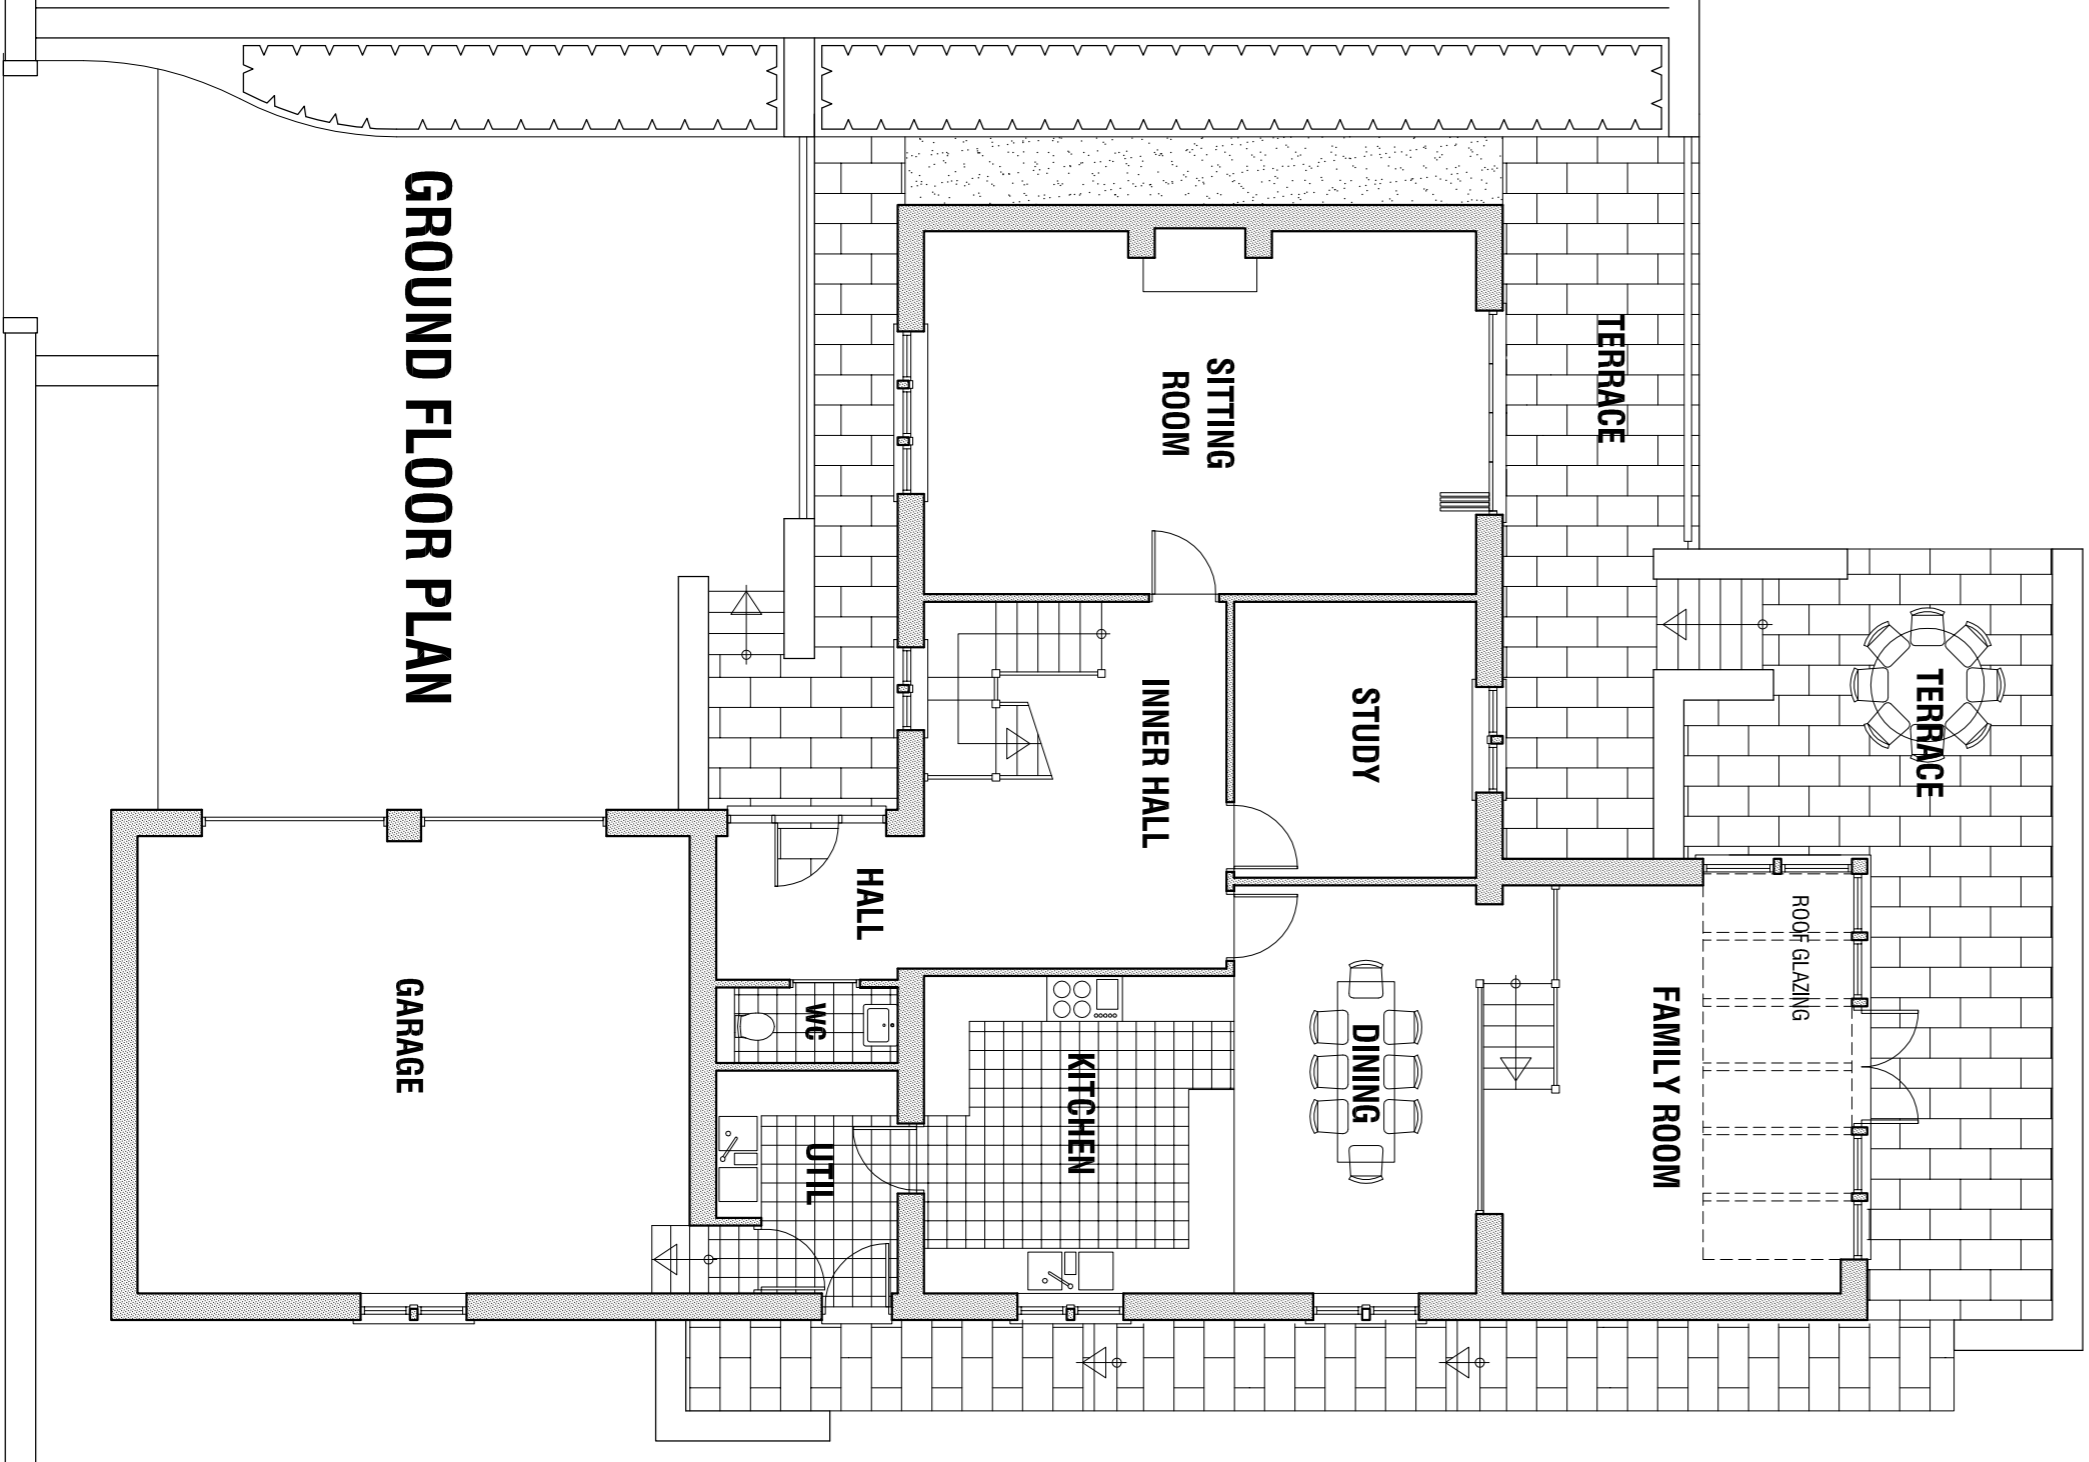 GROUND FLOOR PLAN
SITTING
ROOM
TERRACE
INNER HALL
STUDY
TERRACE
HALL
ROOF GLAZING
GARAGE
WC
UTIL
KITCHEN
DINING
FAMILY ROOM